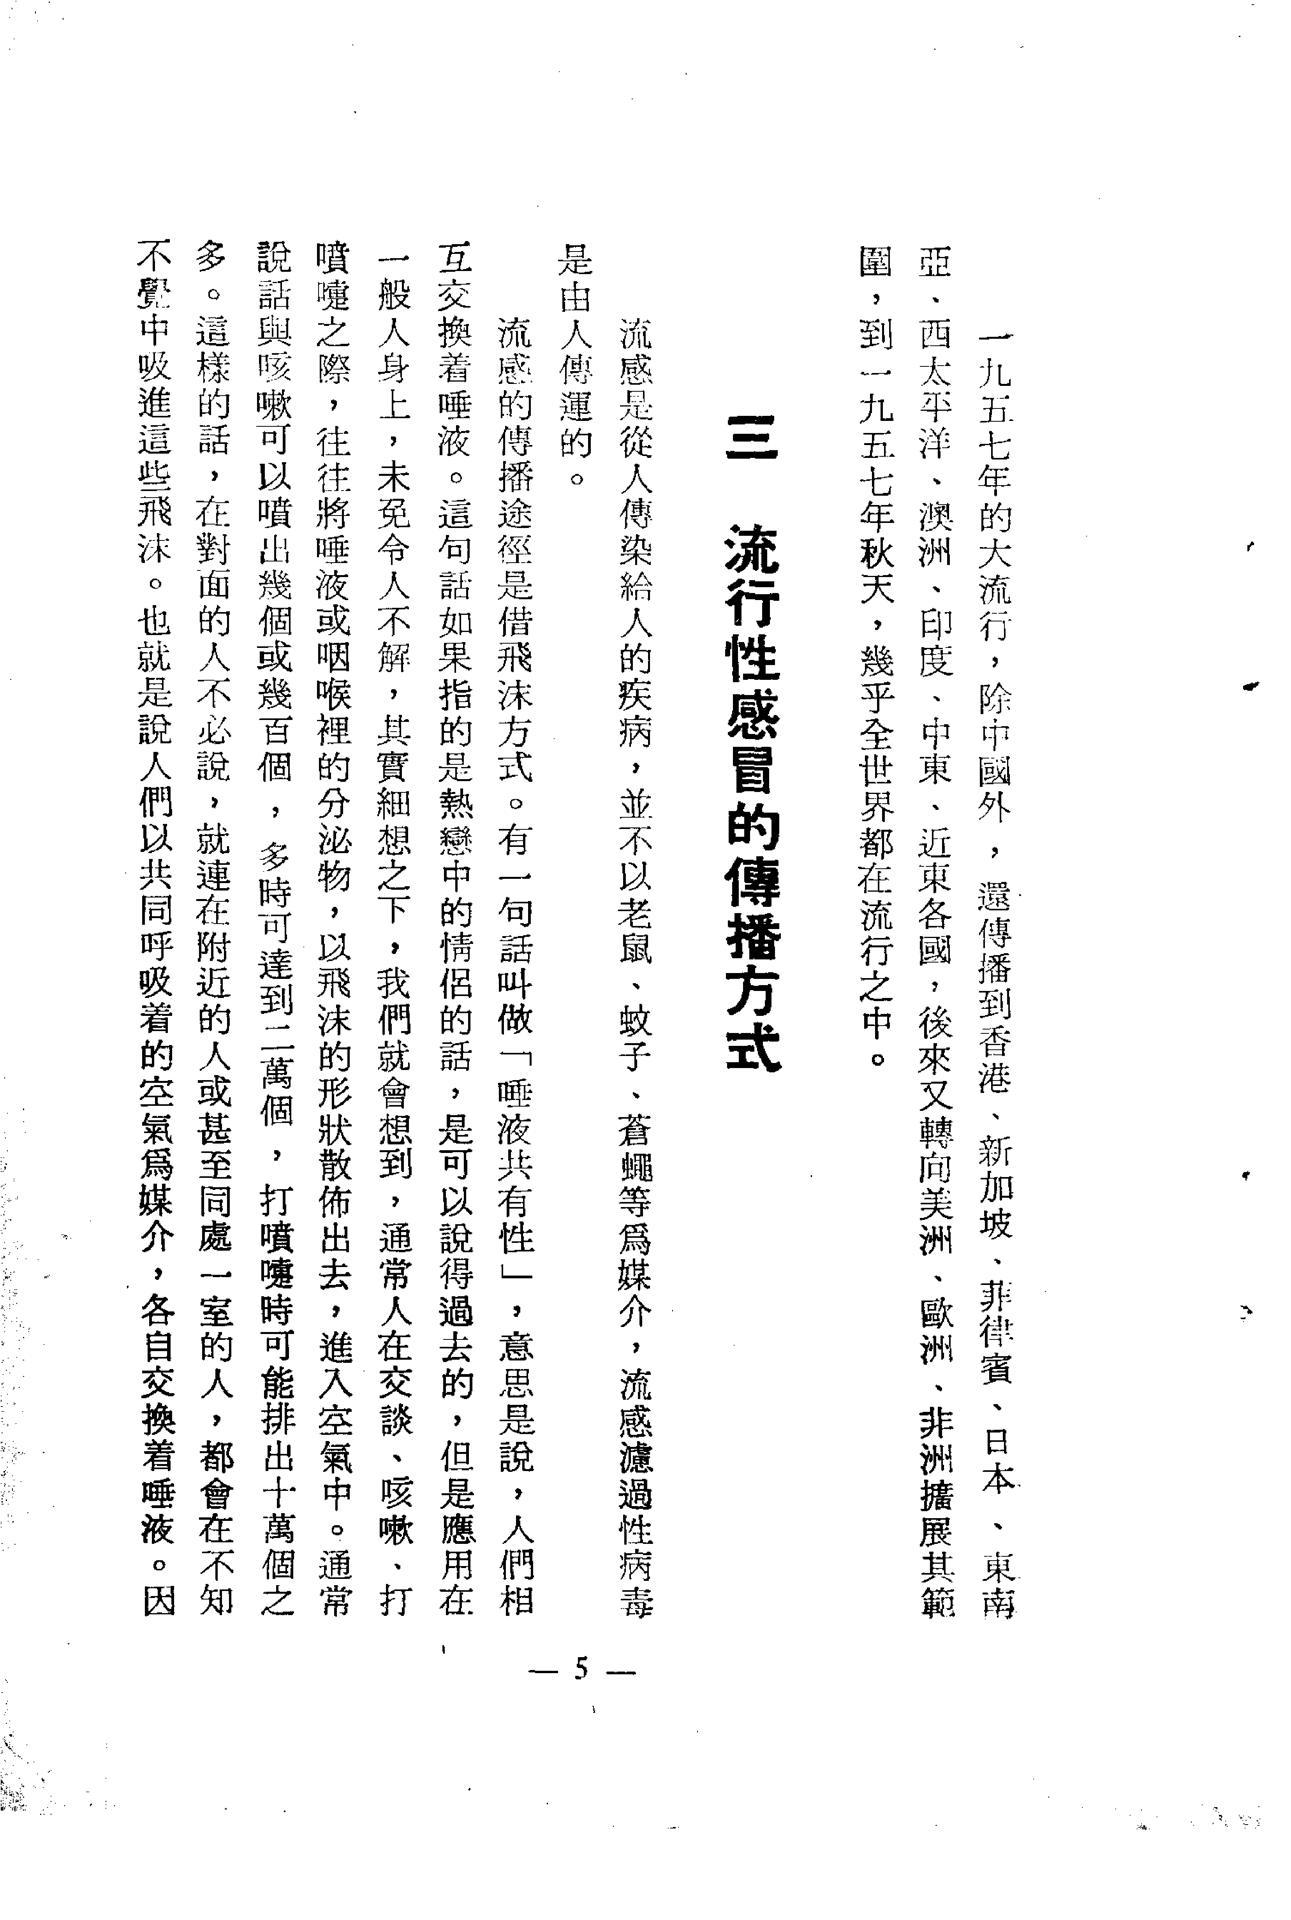 一九五七年的大流行，除中國外，還傳播到香港、新加坡、菲律賓、日本、東南
亞、西太平洋、澳洲、印度、中東、近東各國，後來又轉向美洲、歐洲、非洲擴展其範
圍，到一九五七年秋天，幾乎全世界都在流行之中。
三　流行性感冒的傳播方式
流感是從人傳染給人的疾病，並不以老鼠、蚊子、蒼蠅等爲媒介，流感濾過性病毒
是由人傳運的。
流感的傳播途徑是借飛沫方式。有一句話叫做「唾液共有性」，意思是說，人們相
互交換着唾液。這句話如果指的是熱戀中的情侶的話，是可以說得過去的，但是應用在
一般人身上，未免令人不解，其實細想之下，我們就會想到，通常人在交談、咳嗽、打
噴嚏之際，往往將唾液或咽喉裡的分泌物，以飛沫的形狀散佈出去，進入空氣中。通常
說話與咳嗽可以噴出幾個或幾百個，多時可達到二萬個，打噴嚏時可能排出十萬個之
多。這樣的話，在對面的人不必說，就連在附近的人或甚至同處一室的人，都會在不知
不覺中吸進這些飛沫。也就是說人們以共同呼吸着的空氣爲媒介，各自交換着唾液。因
— 5 —